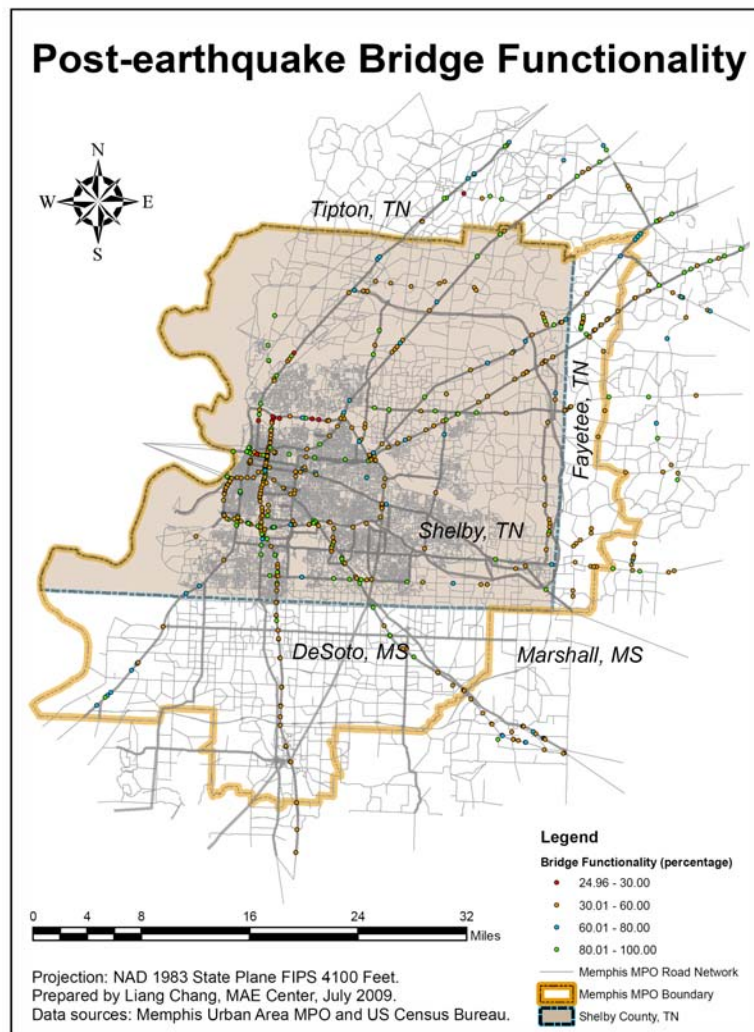 Post-earthquake Bridge Functionality
N
W E
S
Tipton, TN
Fayetee, TN
Shelby, TN
DeSoto, MS
Marshall, MS
Legend
Bridge Functionality (percentage)
24.96 - 30.00
30.01 - 60.00
60.01 - 80.00
80.01 - 100.00
Memphis MPO Road Network
Memphis MPO Boundary
Shelby County, TN
0 4 8 16 24 32
Miles
Projection: NAD 1983 State Plane FIPS 4100 Feet.
Prepared by Liang Chang, MAE Center, July 2009.
Data sources: Memphis Urban Area MPO and US Census Bureau.